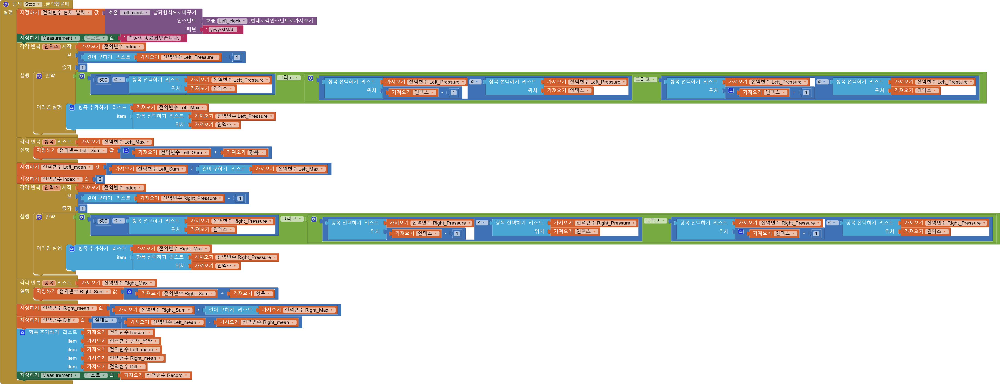 ? 언제 Stop .클릭했을때
실행 지정하기 전역변수 현재_날짜 값 호출 Left_clock .날짜형식으로바꾸기
인스턴트 호출 Left_clock .현재시각인스턴트로가져오기
패턴 ' yyyy/MM/d '
지정하기 Measurement . 텍스트 값 ' 측정이 종료되었습니다. '
각각 반복 인덱스 시작 가져오기 전역변수 index
끝 길이 구하기 리스트 가져오기 전역변수 Left_Pressure - 1
증가 1
실행 만약 600 ≤ 항목 선택하기 리스트 가져오기 전역변수 Left_Pressure 그리고 항목 선택하기 리스트 가져오기 전역변수 Left_Pressure ≤ 항목 선택하기 리스트 가져오기 전역변수 Left_Pressure 그리고 항목 선택하기 리스트 가져오기 전역변수 Left_Pressure ≤ 항목 선택하기 리스트 가져오기 전역변수 Left_Pressure
위치 가져오기 인덱스 위치 가져오기 인덱스 - 1 위치 가져오기 인덱스 위치 가져오기 인덱스 + 1 위치 가져오기 인덱스
이라면 실행 항목 추가하기 리스트 가져오기 전역변수 Left_Max
item 항목 선택하기 리스트 가져오기 전역변수 Left_Pressure
위치 가져오기 인덱스
각각 반복 항목 리스트 가져오기 전역변수 Left_Max
실행 지정하기 전역변수 Left_Sum 값 가져오기 전역변수 Left_Sum + 가져오기 항목
지정하기 전역변수 Left_mean 값 가져오기 전역변수 Left_Sum / 길이 구하기 리스트 가져오기 전역변수 Left_Max
지정하기 전역변수 index 값 2
각각 반복 인덱스 시작 가져오기 전역변수 index
끝 길이 구하기 리스트 가져오기 전역변수 Right_Pressure - 1
증가 1
실행 만약 600 ≤ 항목 선택하기 리스트 가져오기 전역변수 Right_Pressure 그리고 항목 선택하기 리스트 가져오기 전역변수 Right_Pressure ≤ 항목 선택하기 리스트 가져오기 전역변수 Right_Pressure 그리고 항목 선택하기 리스트 가져오기 전역변수 Right_Pressure ≤ 항목 선택하기 리스트 가져오기 전역변수 Right_Pressure
위치 가져오기 인덱스 위치 가져오기 인덱스 - 1 위치 가져오기 인덱스 위치 가져오기 인덱스 + 1 위치 가져오기 인덱스
이라면 실행 항목 추가하기 리스트 가져오기 전역변수 Right_Max
item 항목 선택하기 리스트 가져오기 전역변수 Right_Pressure
위치 가져오기 인덱스
각각 반복 항목 리스트 가져오기 전역변수 Right_Max
실행 지정하기 전역변수 Right_Sum 값 가져오기 전역변수 Right_Sum + 가져오기 항목
지정하기 전역변수 Right_mean 값 가져오기 전역변수 Right_Sum / 길이 구하기 리스트 가져오기 전역변수 Right_Max
지정하기 전역변수 Diff 값 절대값 가져오기 전역변수 Left_mean - 가져오기 전역변수 Right_mean
항목 추가하기 리스트 가져오기 전역변수 Record
item 가져오기 전역변수 현재_날짜
item 가져오기 전역변수 Left_mean
item 가져오기 전역변수 Right_mean
item 가져오기 전역변수 Diff
지정하기 Measurement . 텍스트 값 가져오기 전역변수 Record